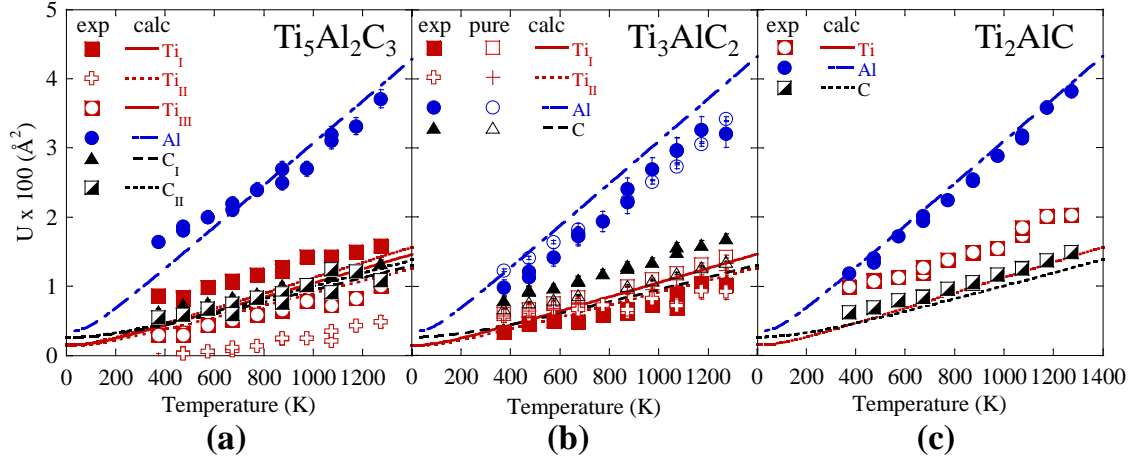 exp calc
Ti5Al2C3
TiI
TiII
TiIII
Al
CI
CII
exp pure calc
Ti3AlC2
TiI
TiII
Al
C
exp calc
Ti2AlC
Ti
Al
C
U x 100 (Å2)
6
5
4
3
2
1
0
0 200 400 600 800 1000 1200
0 200 400 600 800 1000 1200
0 200 400 600 800 1000 1200 1400
Temperature (K)
Temperature (K)
Temperature (K)
(a)
(b)
(c)